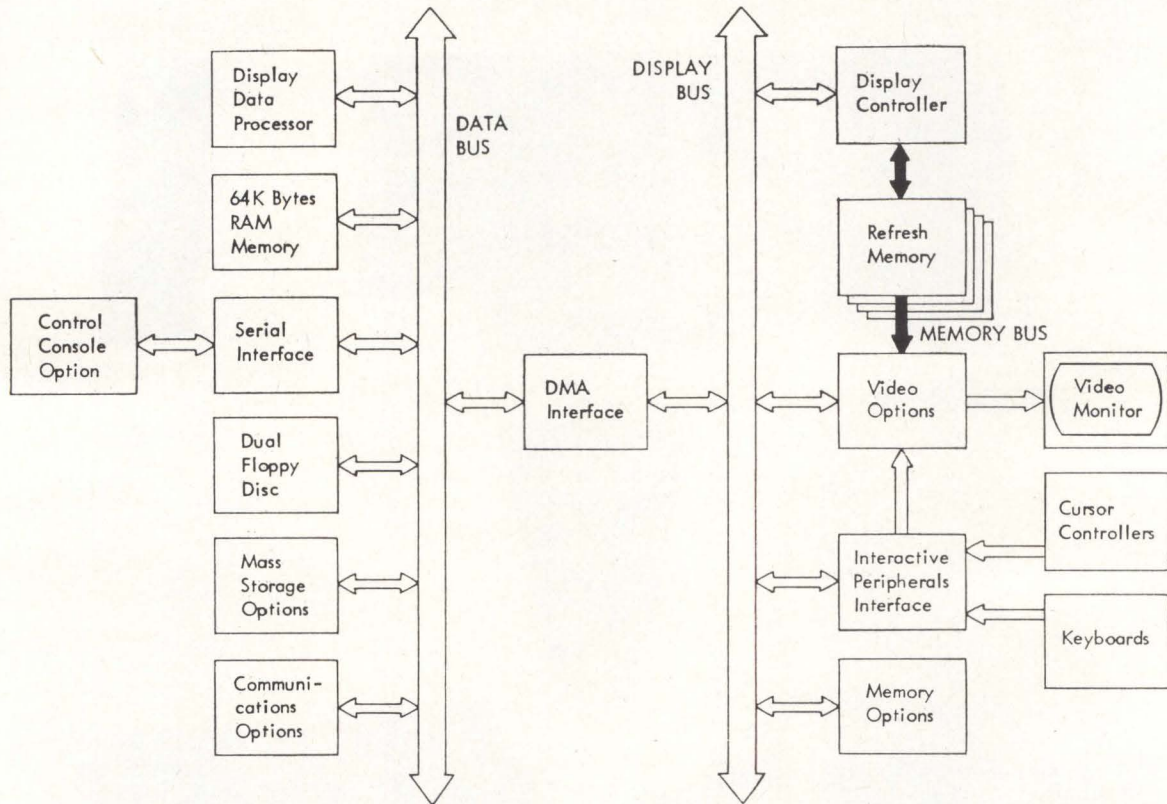 Display
Data
Processor
64K Bytes
RAM
Memory
Control
Console
Option
Serial
Interface
Dual
Floppy
Disc
Mass
Storage
Options
Communi-
cations
Options
DATA
BUS
DMA
Interface
DISPLAY
BUS
Display
Controller
Refresh
Memory
MEMORY BUS
Video
Options
Video
Monitor
Cursor
Controllers
Interactive
Peripherals
Interface
Keyboards
Memory
Options